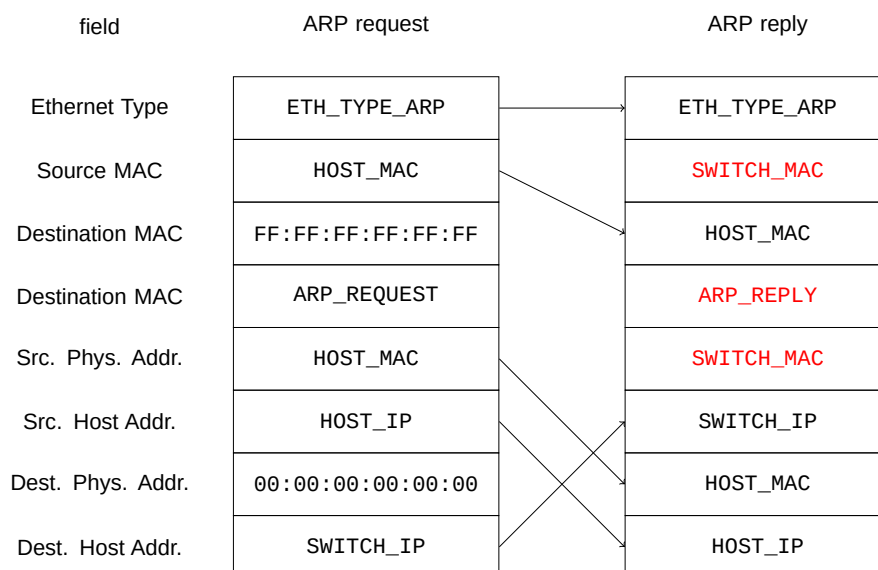 field ARP request ARP reply
Ethernet Type ETH_TYPE_ARP ETH_TYPE_ARP
Source MAC HOST_MAC SWITCH_MAC
Destination MAC FF:FF:FF:FF:FF:FF HOST_MAC
Destination MAC ARP_REQUEST ARP_REPLY
Src. Phys. Addr. HOST_MAC SWITCH_MAC
Src. Host Addr. HOST_IP SWITCH_IP
Dest. Phys. Addr. 00:00:00:00:00:00 HOST_MAC
Dest. Host Addr. SWITCH_IP HOST_IP